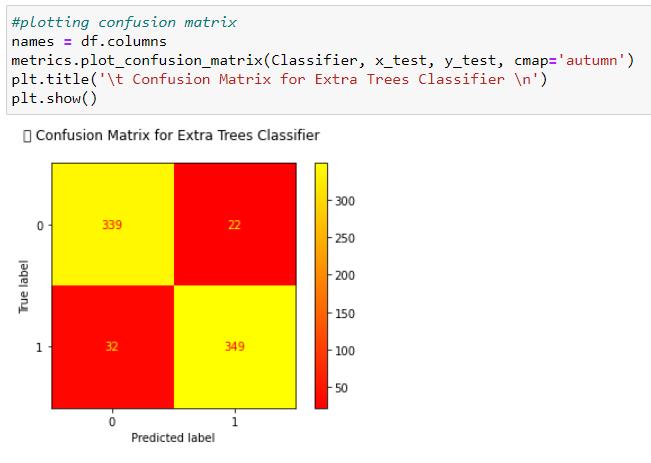 #plotting confusion matrix
names = df.columns
metrics.plot_confusion_matrix(Classifier, x_test, y_test, cmap='autumn')
plt.title('\t Confusion Matrix for Extra Trees Classifier \n')
plt.show()
▯ Confusion Matrix for Extra Trees Classifier
True label
0
339
22
1
32
349
0
1
Predicted label
300
250
200
150
100
50